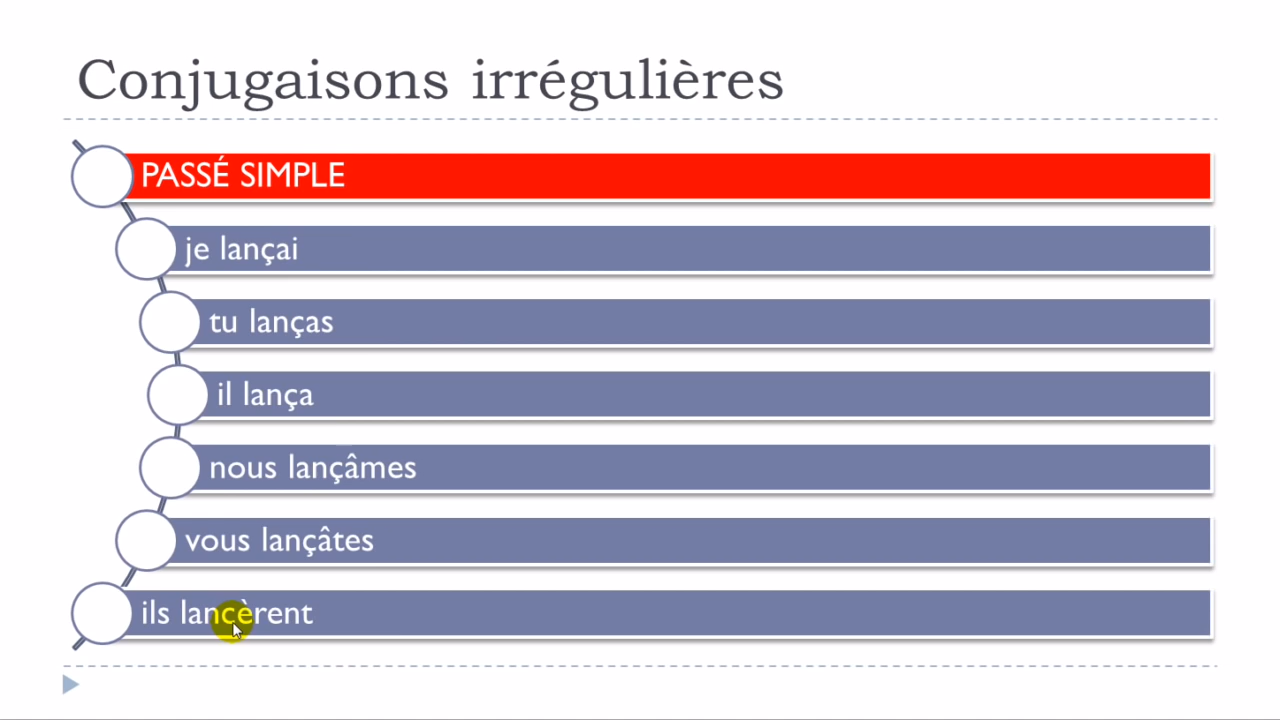 Conjugaisons irrégulières
PASSÉ SIMPLE
je lançai
tu lanças
il lança
nous lançâmes
vous lançâtes
ils lancèrent